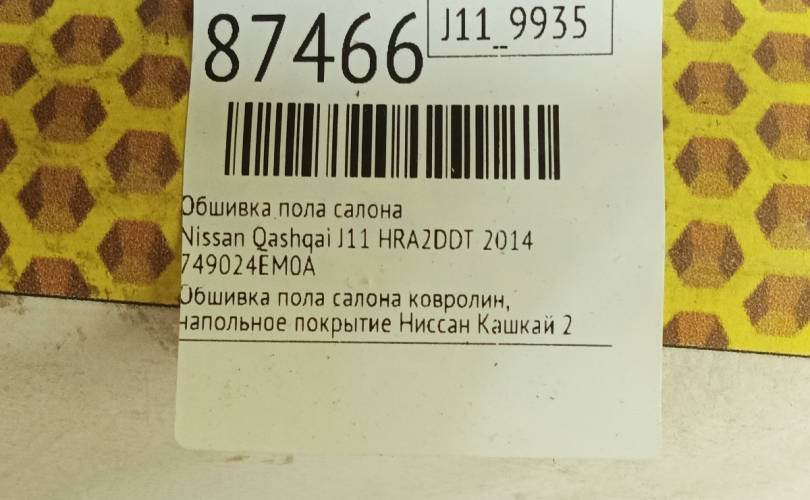 87466
J11_9935
Обшивка пола салона
Nissan Qashqai J11 HRA2DDT 2014
749024EM0A
Обшивка пола салона ковролин,
напольное покрытие Ниссан Кашкай 2